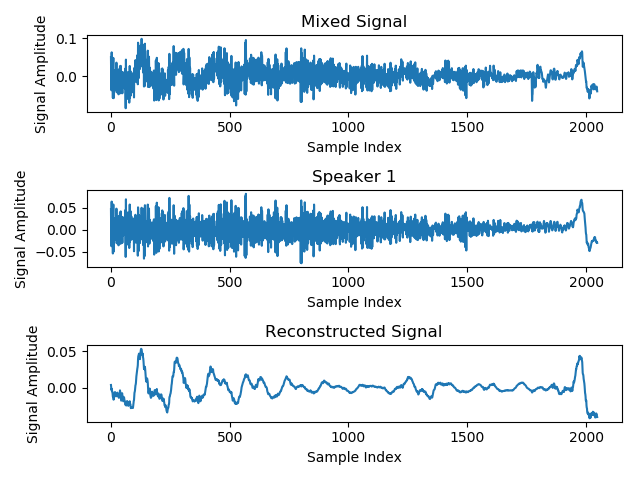 Mixed Signal
Signal Amplitude
0.1
0.0
0 500 1000 1500 2000
Sample Index
Speaker 1
Signal Amplitude
0.05
0.00
−0.05
0 500 1000 1500 2000
Sample Index
Reconstructed Signal
Signal Amplitude
0.05
0.00
0 500 1000 1500 2000
Sample Index